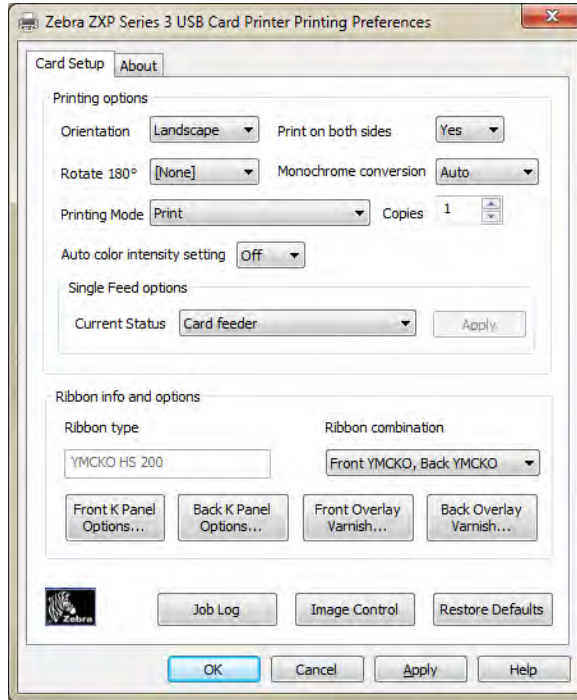 Zebra ZXP Series 3 USB Card Printer Printing Preferences
Card Setup About
Printing options
Orientation Landscape Print on both sides Yes
Rotate 180° [None] Monochrome conversion Auto
Printing Mode Print Copies 1
Auto color intensity setting Off
Single Feed options
Current Status Card feeder Apply
Ribbon info and options
Ribbon type Ribbon combination
YMCKO HS 200 Front YMCKO, Back YMCKO
Front K Panel Options... Back K Panel Options... Front Overlay Varnish... Back Overlay Varnish...
Zebra Job Log Image Control Restore Defaults
OK Cancel Apply Help